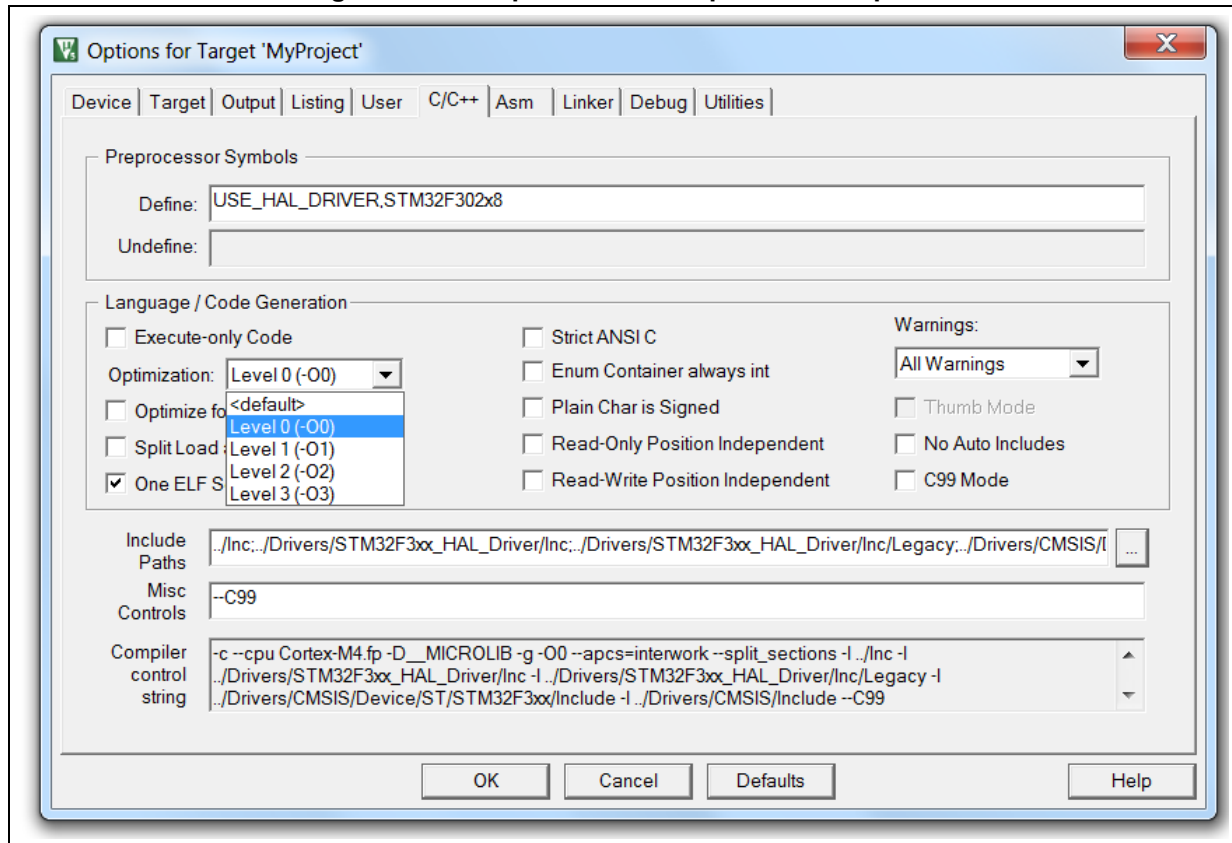 Options for Target 'MyProject'
Device Target Output Listing User C/C++ Asm Linker Debug Utilities
Preprocessor Symbols
Define: USE_HAL_DRIVER,STM32F302x8
Undefine:
Language / Code Generation
Execute-only Code
Optimization: Level 0 (-O0)
<default>
Level 0 (-O0)
Level 1 (-O1)
Level 2 (-O2)
Level 3 (-O3)
Optimize fo
Split Load
One ELF S
Strict ANSI C
Enum Container always int
Plain Char is Signed
Read-Only Position Independent
Read-Write Position Independent
Warnings:
All Warnings
Thumb Mode
No Auto Includes
C99 Mode
Include Paths ../Inc;../Drivers/STM32F3xx_HAL_Driver/Inc;../Drivers/STM32F3xx_HAL_Driver/Inc/Legacy;../Drivers/CMSIS/ ...
Misc Controls --C99
Compiler control string -c --cpu Cortex-M4.fp -D__MICROLIB -g -O0 --apcs=interwork --split_sections -I ../Inc -I
../Drivers/STM32F3xx_HAL_Driver/Inc -I ../Drivers/STM32F3xx_HAL_Driver/Inc/Legacy -I
../Drivers/CMSIS/Device/ST/STM32F3xx/Include -I ../Drivers/CMSIS/Include --C99
OK Cancel Defaults Help